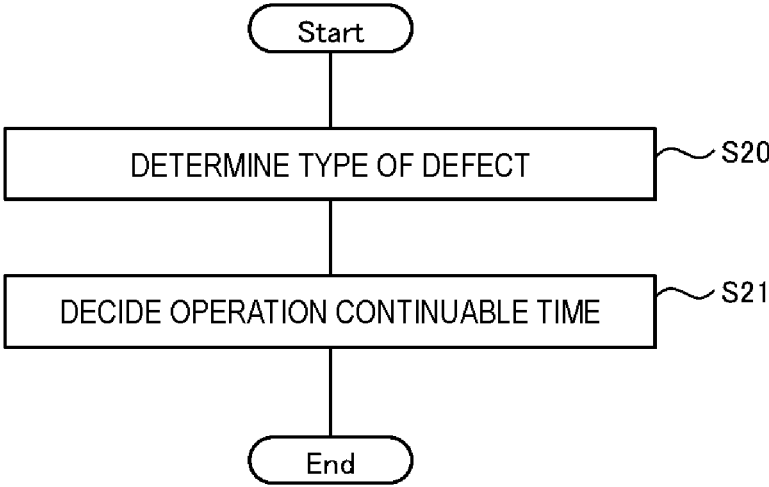 Start
DETERMINE TYPE OF DEFECT
S20
DECIDE OPERATION CONTINUABLE TIME
S21
End